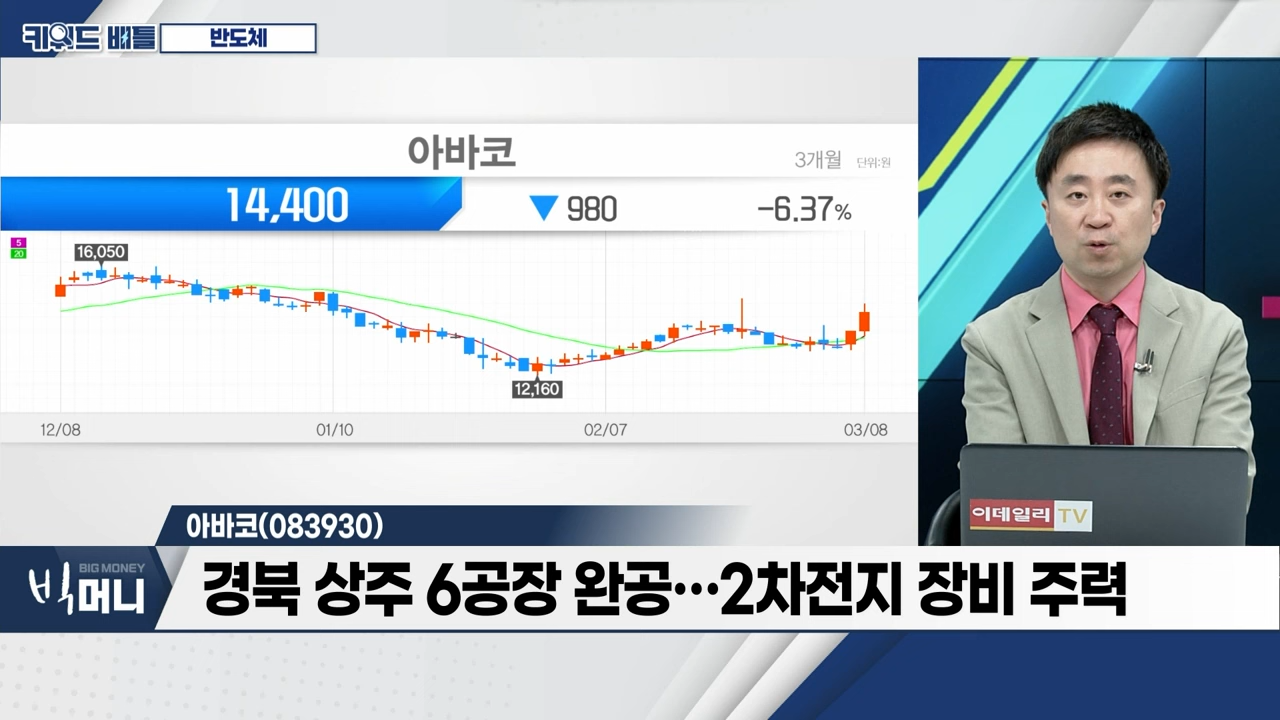 키워드 배틀
반도체
아바코
3개월 단위:원
14,400 ▼ 980 -6.37%
5
20
16,050
12,160
12/08 01/10 02/07 03/08
이데일리 TV
아바코(083930)
BIG MONEY
빅머니
경북 상주 6공장 완공…2차전지 장비 주력